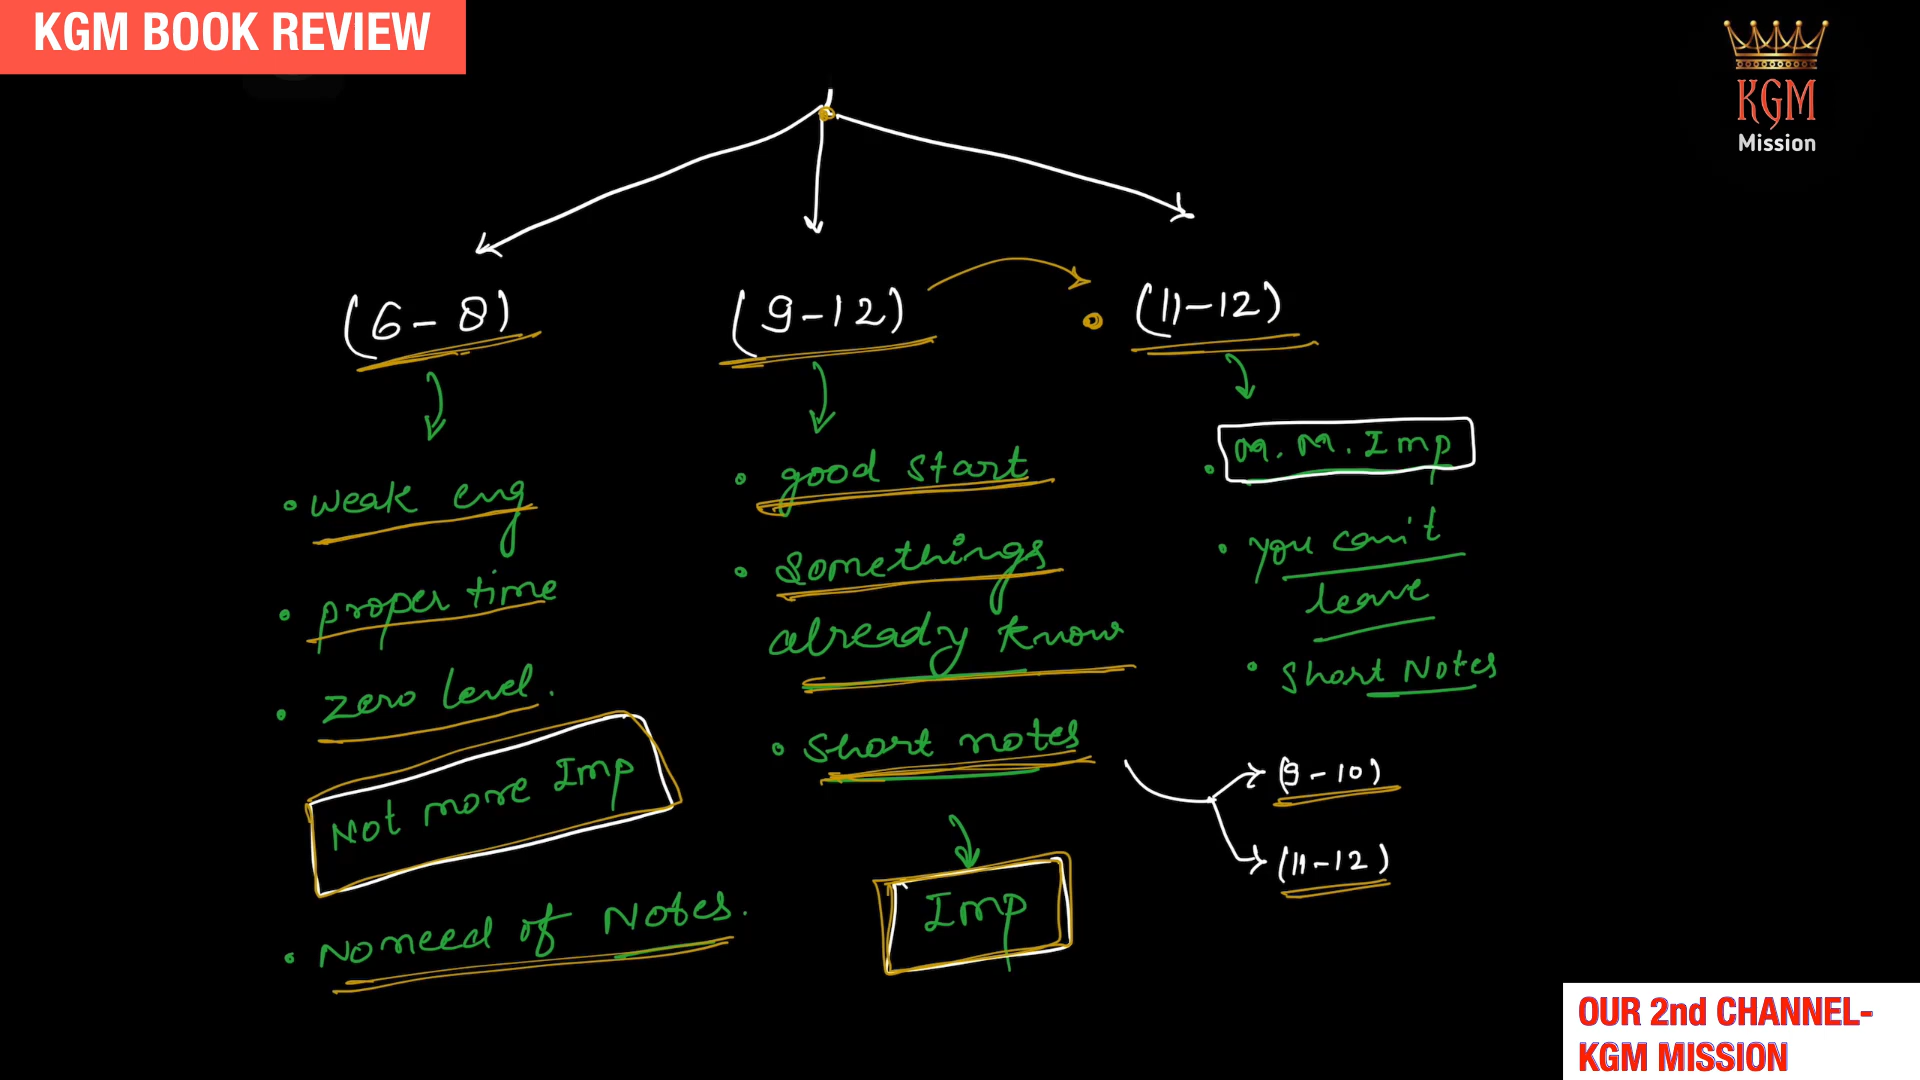 KGM BOOK REVIEW
KGM
Mission
(6-8)
(9-12)
(11-12)
• weak eng
• proper time
• zero level.
Not more Imp
• No need of Notes.
• good start
• Somethings
already know
• Short notes
Imp
• M.M. Imp
• you can't
leave
• Short Notes
(9-10)
(11-12)
OUR 2nd CHANNEL-
KGM MISSION